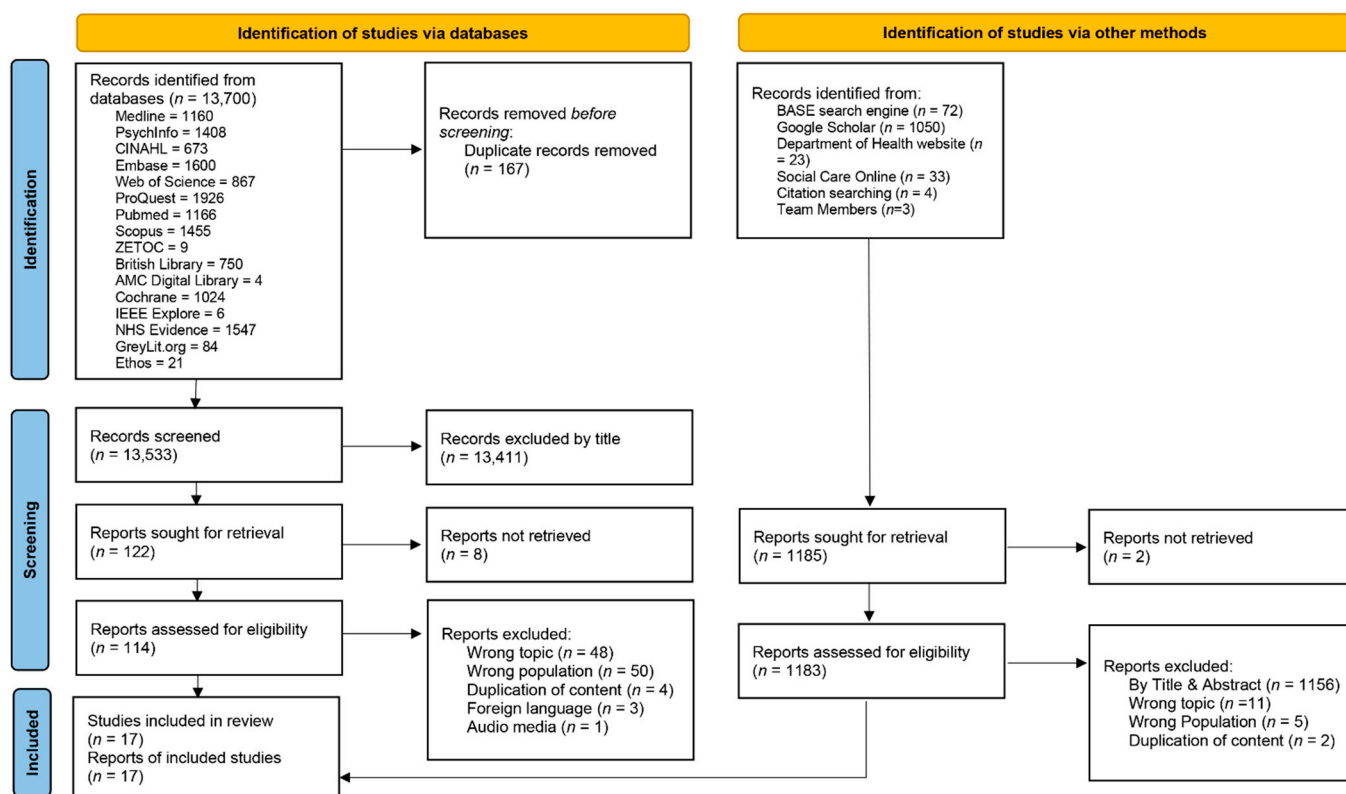 Identification of studies via databases
Identification of studies via other methods
Identification
Records identified from
databases (n = 13,700)
Medline = 1160
PsychInfo = 1408
CINAHL = 673
Embase = 1600
Web of Science = 867
ProQuest = 1926
Pubmed = 1166
Scopus = 1455
ZETOC = 9
British Library = 750
AMC Digital Library = 4
Cochrane = 1024
IEEE Explore = 6
NHS Evidence = 1547
GreyLit.org = 84
Ethos = 21
Records removed before
screening:
Duplicate records removed
(n = 167)
Records identified from:
BASE search engine (n = 72)
Google Scholar (n = 1050)
Department of Health website (n
= 23)
Social Care Online (n = 33)
Citation searching (n = 4)
Team Members (n=3)
Screening
Records screened
(n = 13,533)
Records excluded by title
(n = 13,411)
Reports sought for retrieval
(n = 122)
Reports not retrieved
(n = 8)
Reports sought for retrieval
(n = 1185)
Reports not retrieved
(n = 2)
Reports assessed for eligibility
(n = 114)
Reports excluded:
Wrong topic (n = 48)
Wrong population (n = 50)
Duplication of content (n = 4)
Foreign language (n = 3)
Audio media (n = 1)
Reports assessed for eligibility
(n = 1183)
Reports excluded:
By Title & Abstract (n = 1156)
Wrong topic (n =11)
Wrong Population (n = 5)
Duplication of content (n = 2)
Included
Studies included in review
(n = 17)
Reports of included studies
(n = 17)